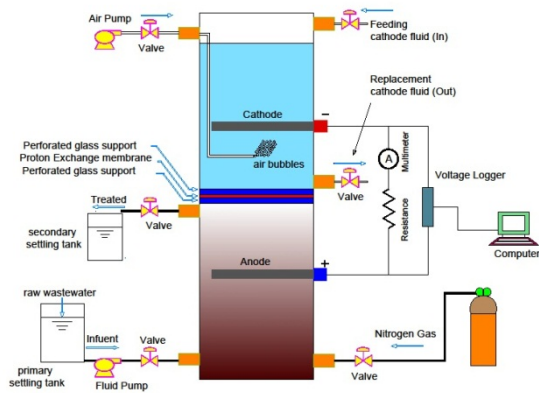 Air Pump
Valve
Feeding
cathode fluid (In)
Replacement
cathode fluid (Out)
Cathode
−
air bubbles
A
Multimeter
Perforated glass support
Proton Exchange membrane
Perforated glass support
Valve
Voltage Logger
Treated
Valve
Resistance
secondary
settling tank
Computer
Anode
+
raw wastewater
Infuent
Valve
Nitrogen Gas
primary
settling tank
Fluid Pump
Valve